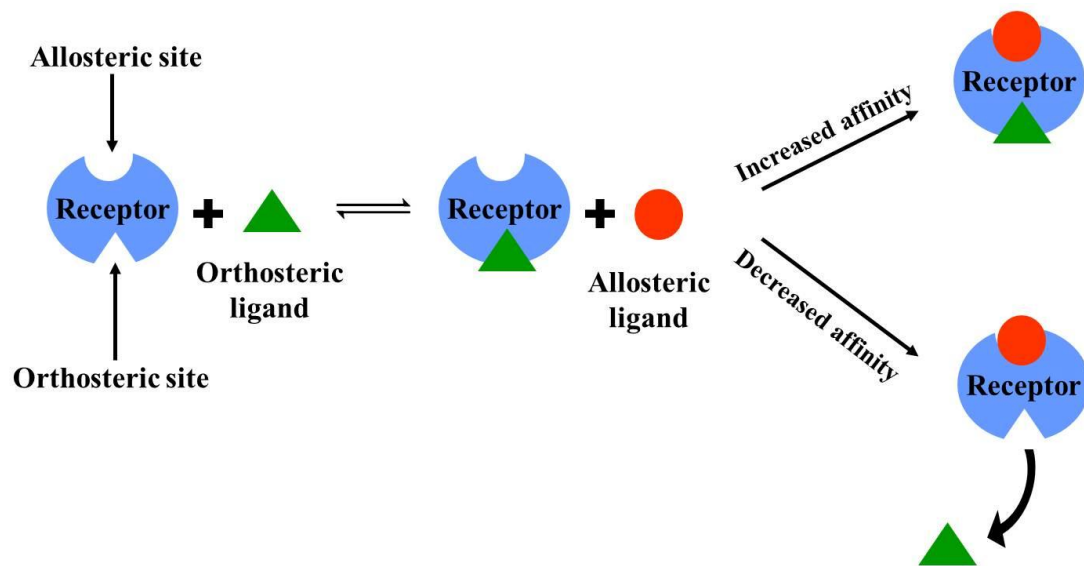 Allosteric site
Receptor
Orthosteric site
Orthosteric
ligand
Receptor
Allosteric
ligand
Increased affinity
Receptor
Decreased affinity
Receptor